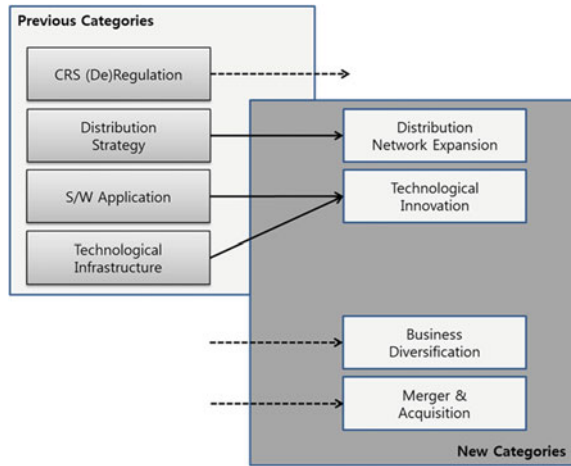 Previous Categories
CRS (De)Regulation
Distribution
Strategy
S/W Application
Technological
Infrastructure
Distribution
Network Expansion
Technological
Innovation
Business
Diversification
Merger &
Acquisition
New Categories